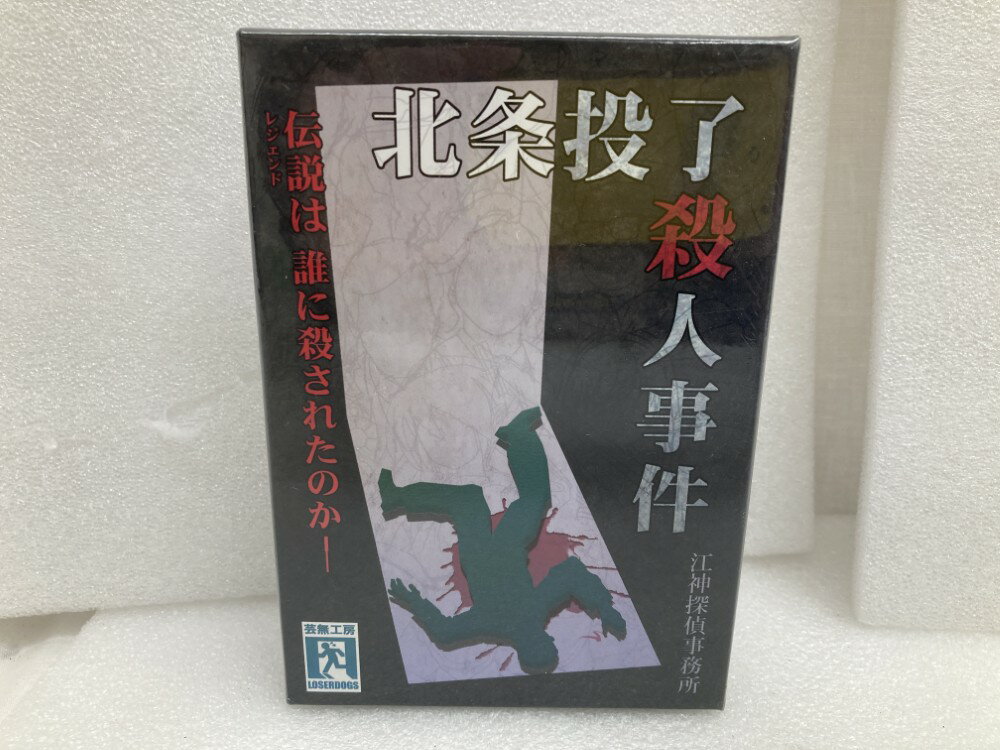 北条投了
殺人事件
伝説は 誰に殺されたのか―
レジェンド
江神探偵事務所
芸無工房
LOSERDOGS